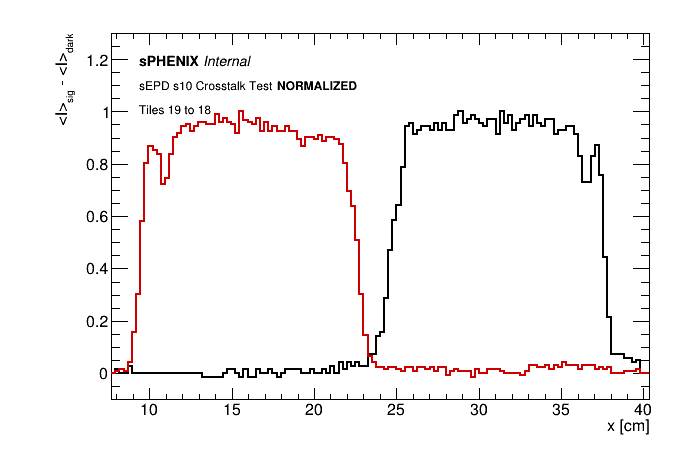 sPHENIX Internal
sEPD s10 Crosstalk Test NORMALIZED
Tiles 19 to 18
<I>sig - <I>dark
1.2
1
0.8
0.6
0.4
0.2
0
10 15 20 25 30 35 40
x [cm]